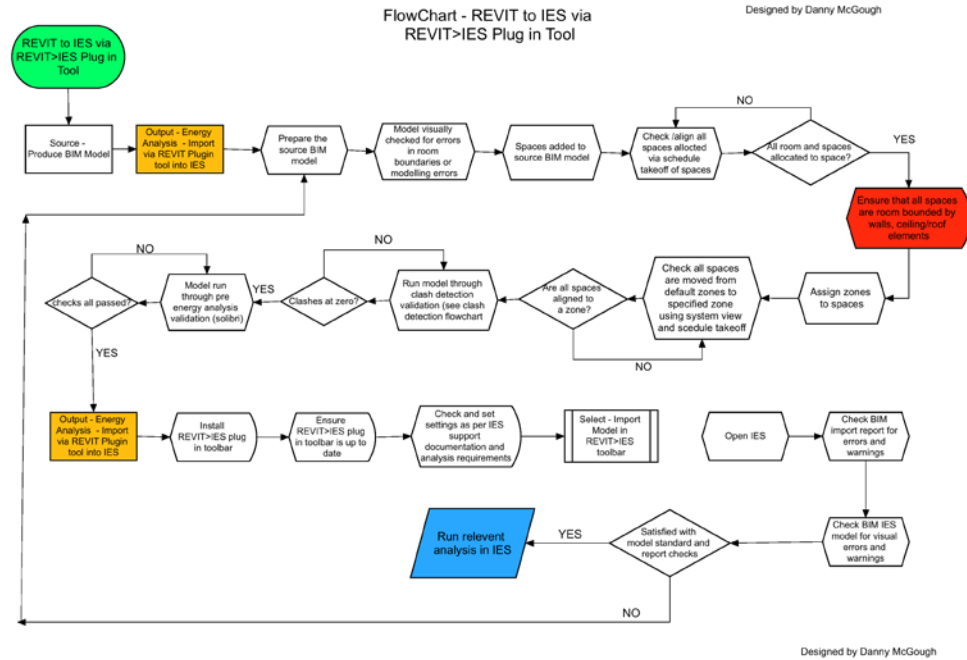 FlowChart - REVIT to IES via
REVIT>IES Plug in Tool
Designed by Danny McGough
REVIT to IES via
REVIT>IES Plug in
Tool
Source -
Produce BIM Model
Output - Energy
Analysis - Import
via REVIT Plugin
tool into IES
Prepare the
source BIM
model
Model visually
checked for errors
in room
boundaries or
modelling errors
Spaces added to
source BIM model
Check /align all
spaces allocted
via schedule
takeoff of spaces
NO
All room and spaces
allocated to space?
YES
Ensure that all spaces
are room bounded by
walls, ceiling/roof
elements
NO
checks all passed?
YES
Model run
through pre
energy analysis
validation (solibri)
YES
NO
Clashes at zero?
Run model through
clash detection
validation (see clash
detection flowchart
Are all spaces
aligned to
a zone?
NO
Check all spaces
are moved from
default zones to
specified zone
using system view
and scedule takeoff
Assign zones
to spaces
Output - Energy
Analysis - Import
via REVIT Plugin
tool into IES
Install
REVIT>IES plug
in toolbar
Ensure
REVIT>IES plug
in toolbar is up to
date
Check and set
settings as per IES
support
documentation and
analysis requirements
Select - Import
Model in
REVIT>IES
toolbar
Open IES
Check BIM
import report for
errors and
warnings
Run relevent
analysis in IES
YES
Satisfied with
model standard and
report checks
Check BIM IES
model for visual
errors and
warnings
NO
Designed by Danny McGough